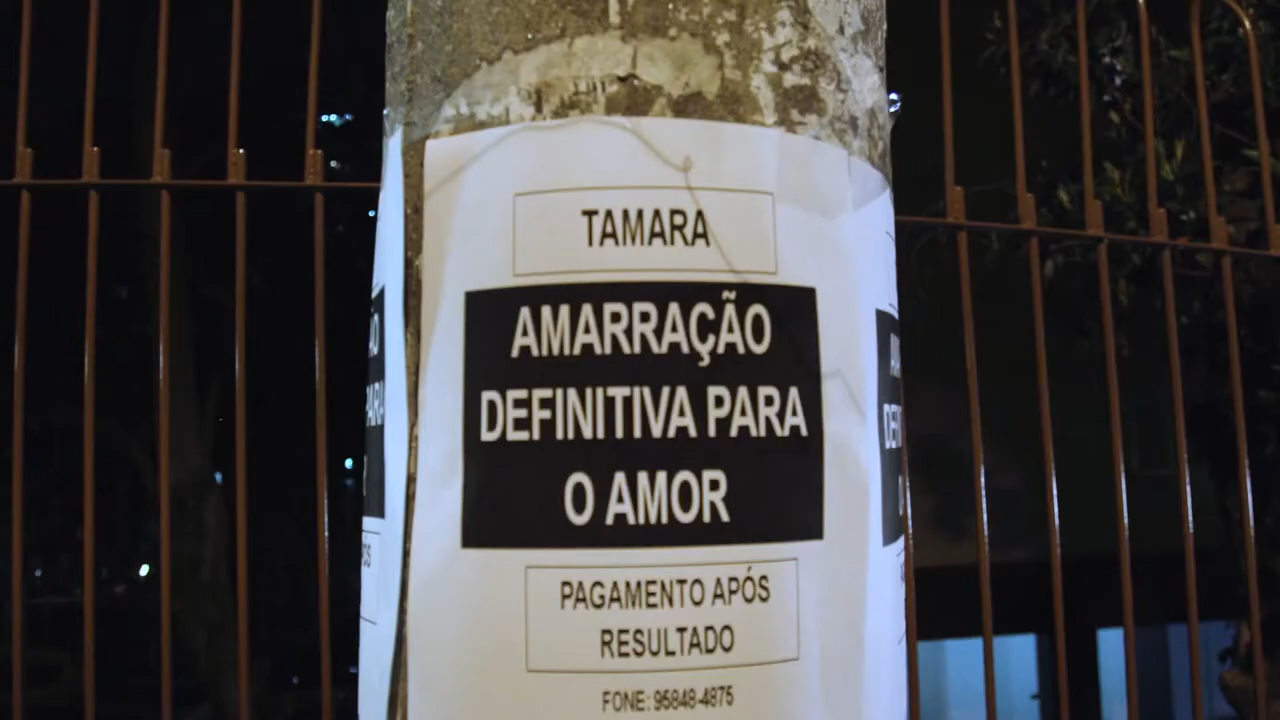 TAMARA
AMARRAÇÃO
DEFINITIVA PARA
O AMOR
PAGAMENTO APÓS
RESULTADO
FONE: 95848-4875